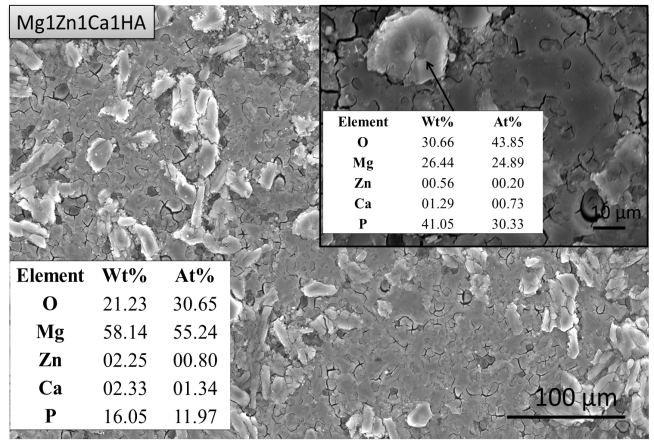 Mg1Zn1Ca1HA
Element Wt% At%
O 30.66 43.85
Mg 26.44 24.89
Zn 00.56 00.20
Ca 01.29 00.73
P 41.05 30.33
10 μm
Element Wt% At%
O 21.23 30.65
Mg 58.14 55.24
Zn 02.25 00.80
Ca 02.33 01.34
P 16.05 11.97
100 μm